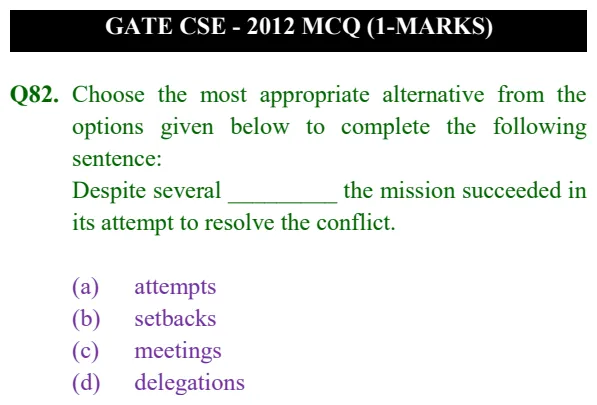 GATE CSE - 2012 MCQ (1-MARKS)
Q82. Choose the most appropriate alternative from the
options given below to complete the following
sentence:
Despite several _________ the mission succeeded in
its attempt to resolve the conflict.
(a) attempts
(b) setbacks
(c) meetings
(d) delegations